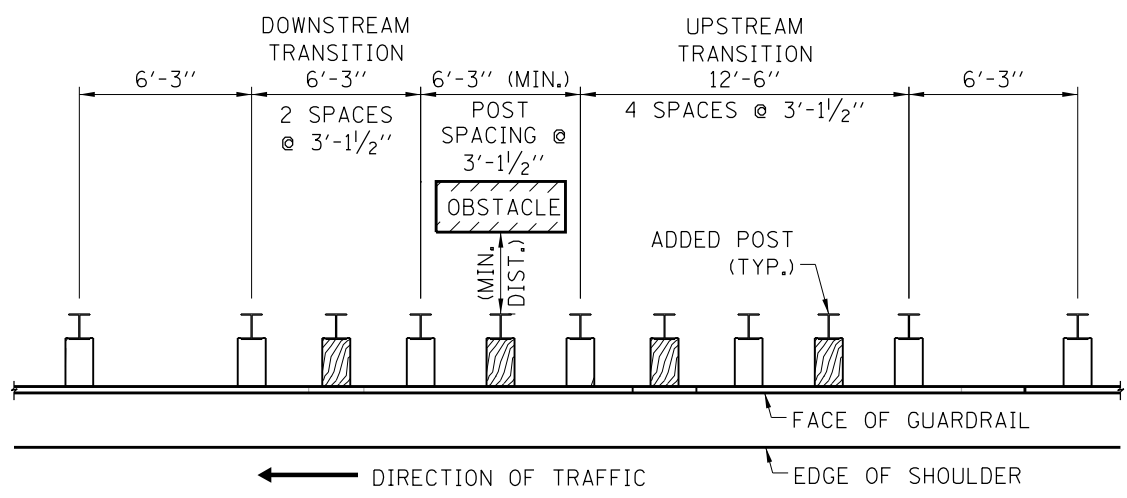 DOWNSTREAM
TRANSITION
UPSTREAM
TRANSITION
6'-3''
6'-3''
6'-3'' (MIN.)
12'-6''
6'-3''
2 SPACES
@ 3'-1½''
POST
SPACING @
3'-1½''
4 SPACES @ 3'-1½''
OBSTACLE
(MIN.
DIST.)
ADDED POST
(TYP.)
FACE OF GUARDRAIL
DIRECTION OF TRAFFIC
EDGE OF SHOULDER